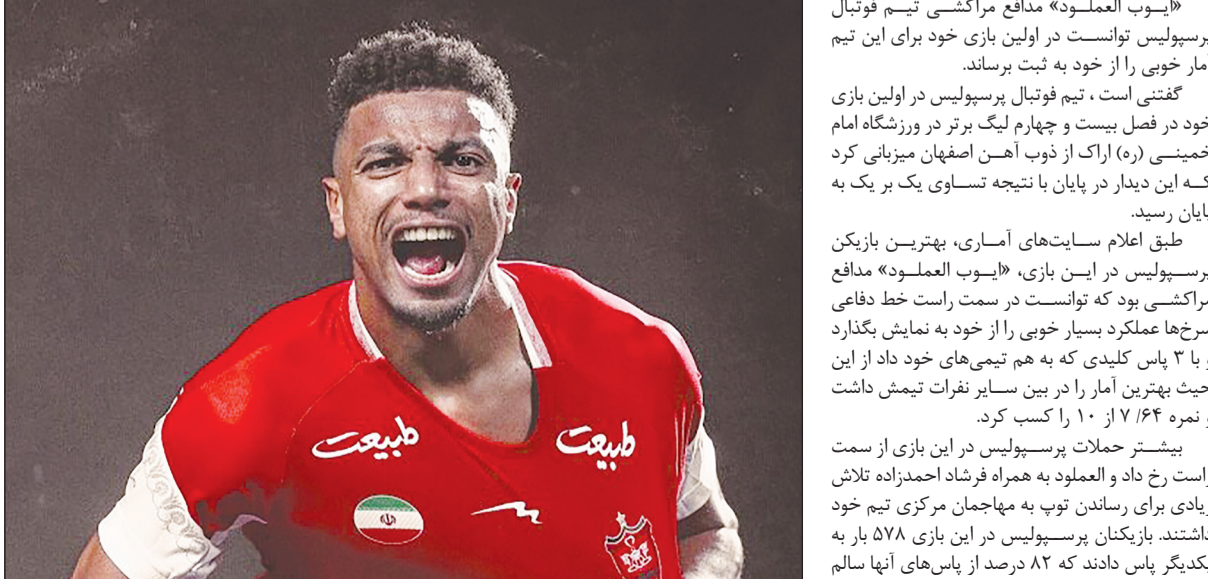 «ایوب العملود» مدافع مراکشی تیم فوتبال
پرسپولیس توانست در اولین بازی خود برای این تیم
آمار خوبی را از خود به ثبت برساند.
گفتنی است ، تیم فوتبال پرسپولیس در اولین بازی
خود در فصل بیست و چهارم لیگ برتر در ورزشگاه امام
خمینی (ره) اراک از ذوب آهن اصفهان میزبانی کرد
که این دیدار در پایان با نتیجه تساوی یک بر یک به
پایان رسید.
طبق اعلام سایت‌های آماری، بهترین بازیکن
پرسپولیس در این بازی، «ایوب العملود» مدافع
مراکشی بود که توانست در سمت راست خط دفاعی
سرخ‌ها عملکرد بسیار خوبی را از خود به نمایش بگذارد
و با ۳ پاس کلیدی که به هم تیمی‌های خود داد از این
حیث بهترین آمار را در بین سایر نفرات تیمش داشت
و نمره ۷/۶۴ از ۱۰ را کسب کرد.
بیشتر حملات پرسپولیس در این بازی از سمت
راست رخ داد و العملود به همراه فرشاد احمدزاده تلاش
زیادی برای رساندن توپ به مهاجمان مرکزی تیم خود
داشتند. بازیکنان پرسپولیس در این بازی ۵۷۸ بار به
یکدیگر پاس دادند که ۸۲ درصد از پاس‌های آنها سالم
طبیعت
طبیعت